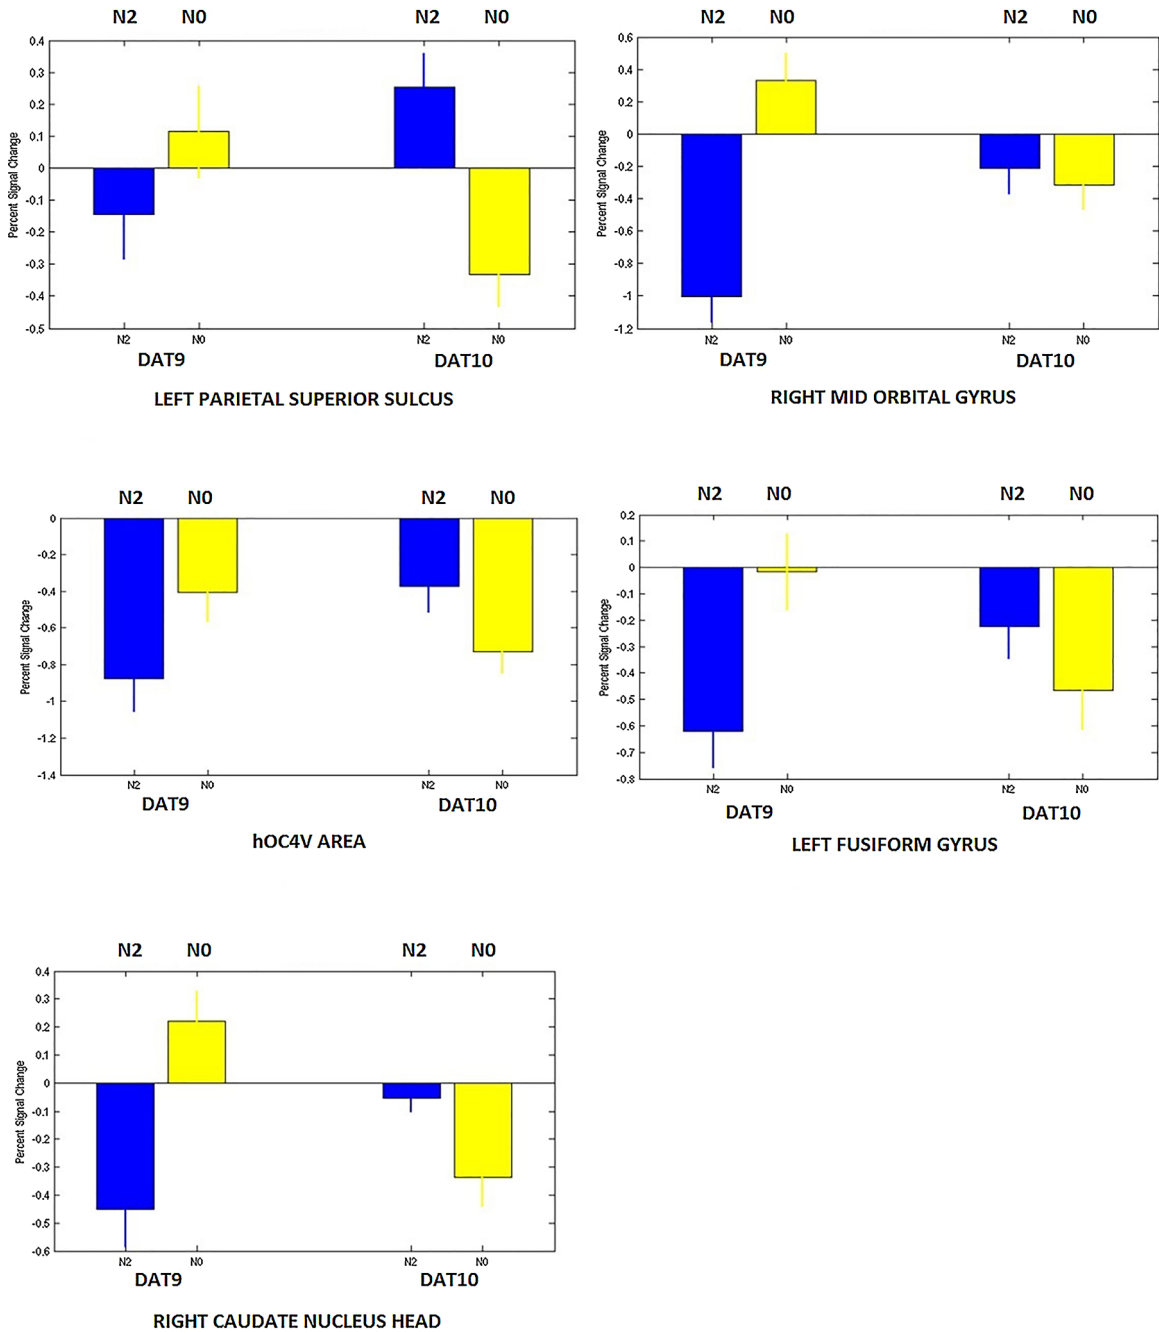 N2 N0 N2 N0
0.4
0.3
0.2
0.1
0
-0.1
-0.2
-0.3
-0.4
-0.5
Percent Signal Change
N2 N0 N2 N0
DAT9 DAT10
LEFT PARIETAL SUPERIOR SULCUS
N2 N0 N2 N0
0.6
0.4
0.2
0
-0.2
-0.4
-0.6
-0.8
-1
-1.2
Percent Signal Change
N2 N0 N2 N0
DAT9 DAT10
RIGHT MID ORBITAL GYRUS
N2 N0 N2 N0
0
-0.2
-0.4
-0.6
-0.8
-1
-1.2
-1.4
Percent Signal Change
N2 N0 N2 N0
DAT9 DAT10
hOC4V AREA
N2 N0 N2 N0
0.2
0.1
0
-0.1
-0.2
-0.3
-0.4
-0.5
-0.6
-0.7
-0.8
Percent Signal Change
N2 N0 N2 N0
DAT9 DAT10
LEFT FUSIFORM GYRUS
N2 N0 N2 N0
0.4
0.3
0.2
0.1
0
-0.1
-0.2
-0.3
-0.4
-0.5
-0.6
Percent Signal Change
N2 N0 N2 N0
DAT9 DAT10
RIGHT CAUDATE NUCLEUS HEAD